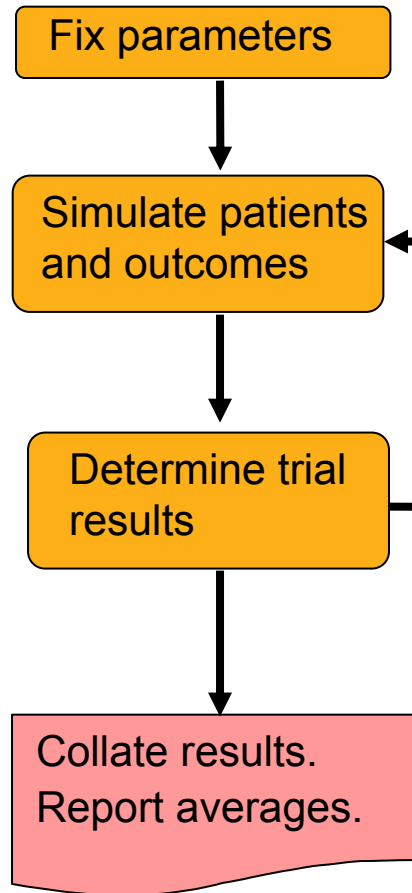 Fix parameters
Simulate patients
and outcomes
Determine trial
results
Collate results.
Report averages.